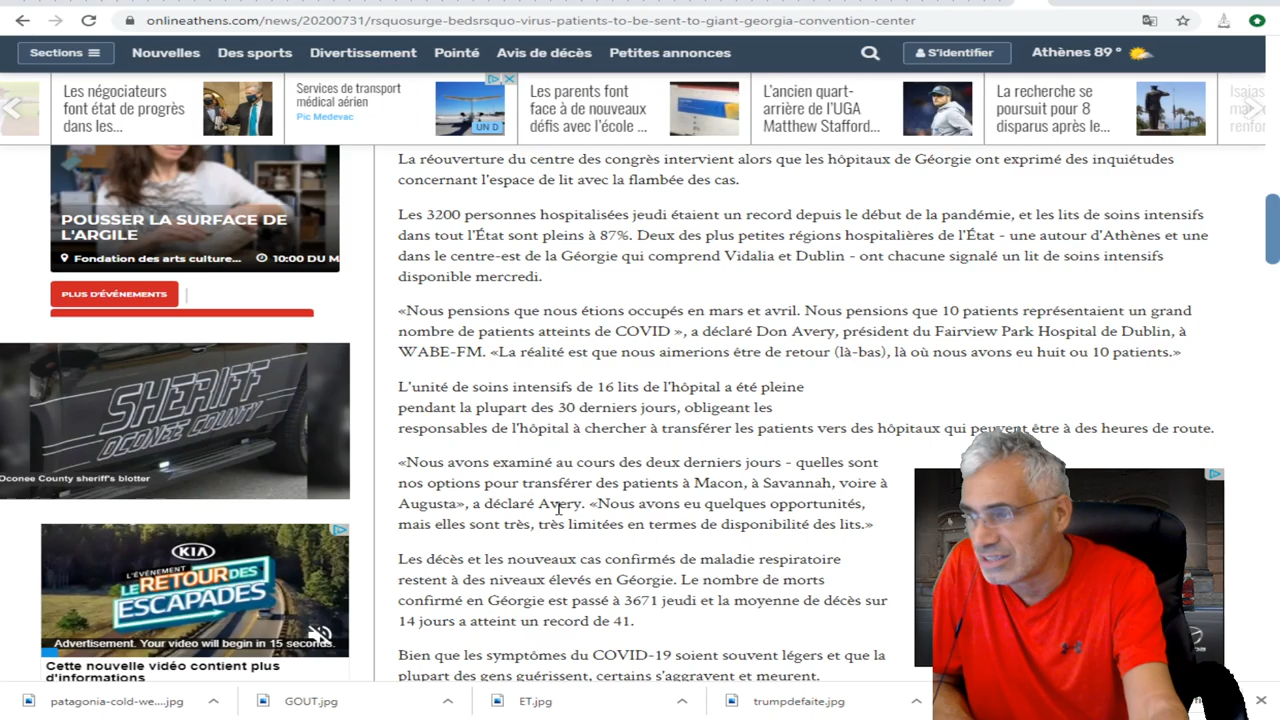 onlineathens.com/news/20200731/rsquosurge-bedsrsquo-virus-patients-to-be-sent-to-giant-georgia-convention-center
Sections
Nouvelles
Des sports
Divertissement
Pointé
Avis de décès
Petites annonces
S'identifier
Athènes 89 °
Les négociateurs
font état de progrès
dans les...
Services de transport
médical aérien
Pic Medevac
UN D
Les parents font
face à de nouveaux
défis avec l'école ...
L'ancien quart-
arrière de l'UGA
Matthew Stafford...
La recherche se
poursuit pour 8
disparus après le...
Isaias
POUSSER LA SURFACE DE
L'ARGILE
Fondation des arts culture...
10:00 DU M
PLUS D'ÉVÉNEMENTS
SHERIFF
OCONEE COUNTY
Oconee County sheriff's blotter
KIA
L'ÉVÉNEMENT
LE RETOUR DES
ESCAPADES
Advertisement. Your video will begin in 15 seconds.
Cette nouvelle vidéo contient plus
d'informations
La réouverture du centre des congrès intervient alors que les hôpitaux de Géorgie ont exprimé des inquiétudes
concernant l'espace de lit avec la flambée des cas.
Les 3200 personnes hospitalisées jeudi étaient un record depuis le début de la pandémie, et les lits de soins intensifs
dans tout l'État sont pleins à 87%. Deux des plus petites régions hospitalières de l'État - une autour d'Athènes et une
dans le centre-est de la Géorgie qui comprend Vidalia et Dublin - ont chacune signalé un lit de soins intensifs
disponible mercredi.
«Nous pensions que nous étions occupés en mars et avril. Nous pensions que 10 patients représentaient un grand
nombre de patients atteints de COVID », a déclaré Don Avery, président du Fairview Park Hospital de Dublin, à
WABE-FM. «La réalité est que nous aimerions être de retour (là-bas), là où nous avons eu huit ou 10 patients.»
L'unité de soins intensifs de 16 lits de l'hôpital a été pleine
pendant la plupart des 30 derniers jours, obligeant les
responsables de l'hôpital à chercher à transférer les patients vers des hôpitaux qui peuvent être à des heures de route.
«Nous avons examiné au cours des deux derniers jours - quelles sont
nos options pour transférer des patients à Macon, à Savannah, voire à
Augusta», a déclaré Avery. «Nous avons eu quelques opportunités,
mais elles sont très, très limitées en termes de disponibilité des lits.»
Les décès et les nouveaux cas confirmés de maladie respiratoire
restent à des niveaux élevés en Géorgie. Le nombre de morts
confirmé en Géorgie est passé à 3671 jeudi et la moyenne de décès sur
14 jours a atteint un record de 41.
Bien que les symptômes du COVID-19 soient souvent légers et que la
plupart des gens guérissent, certains s'aggravent et meurent.
patagonia-cold-we....jpg
GOUT.jpg
ET.jpg
trumpdefaite.jpg